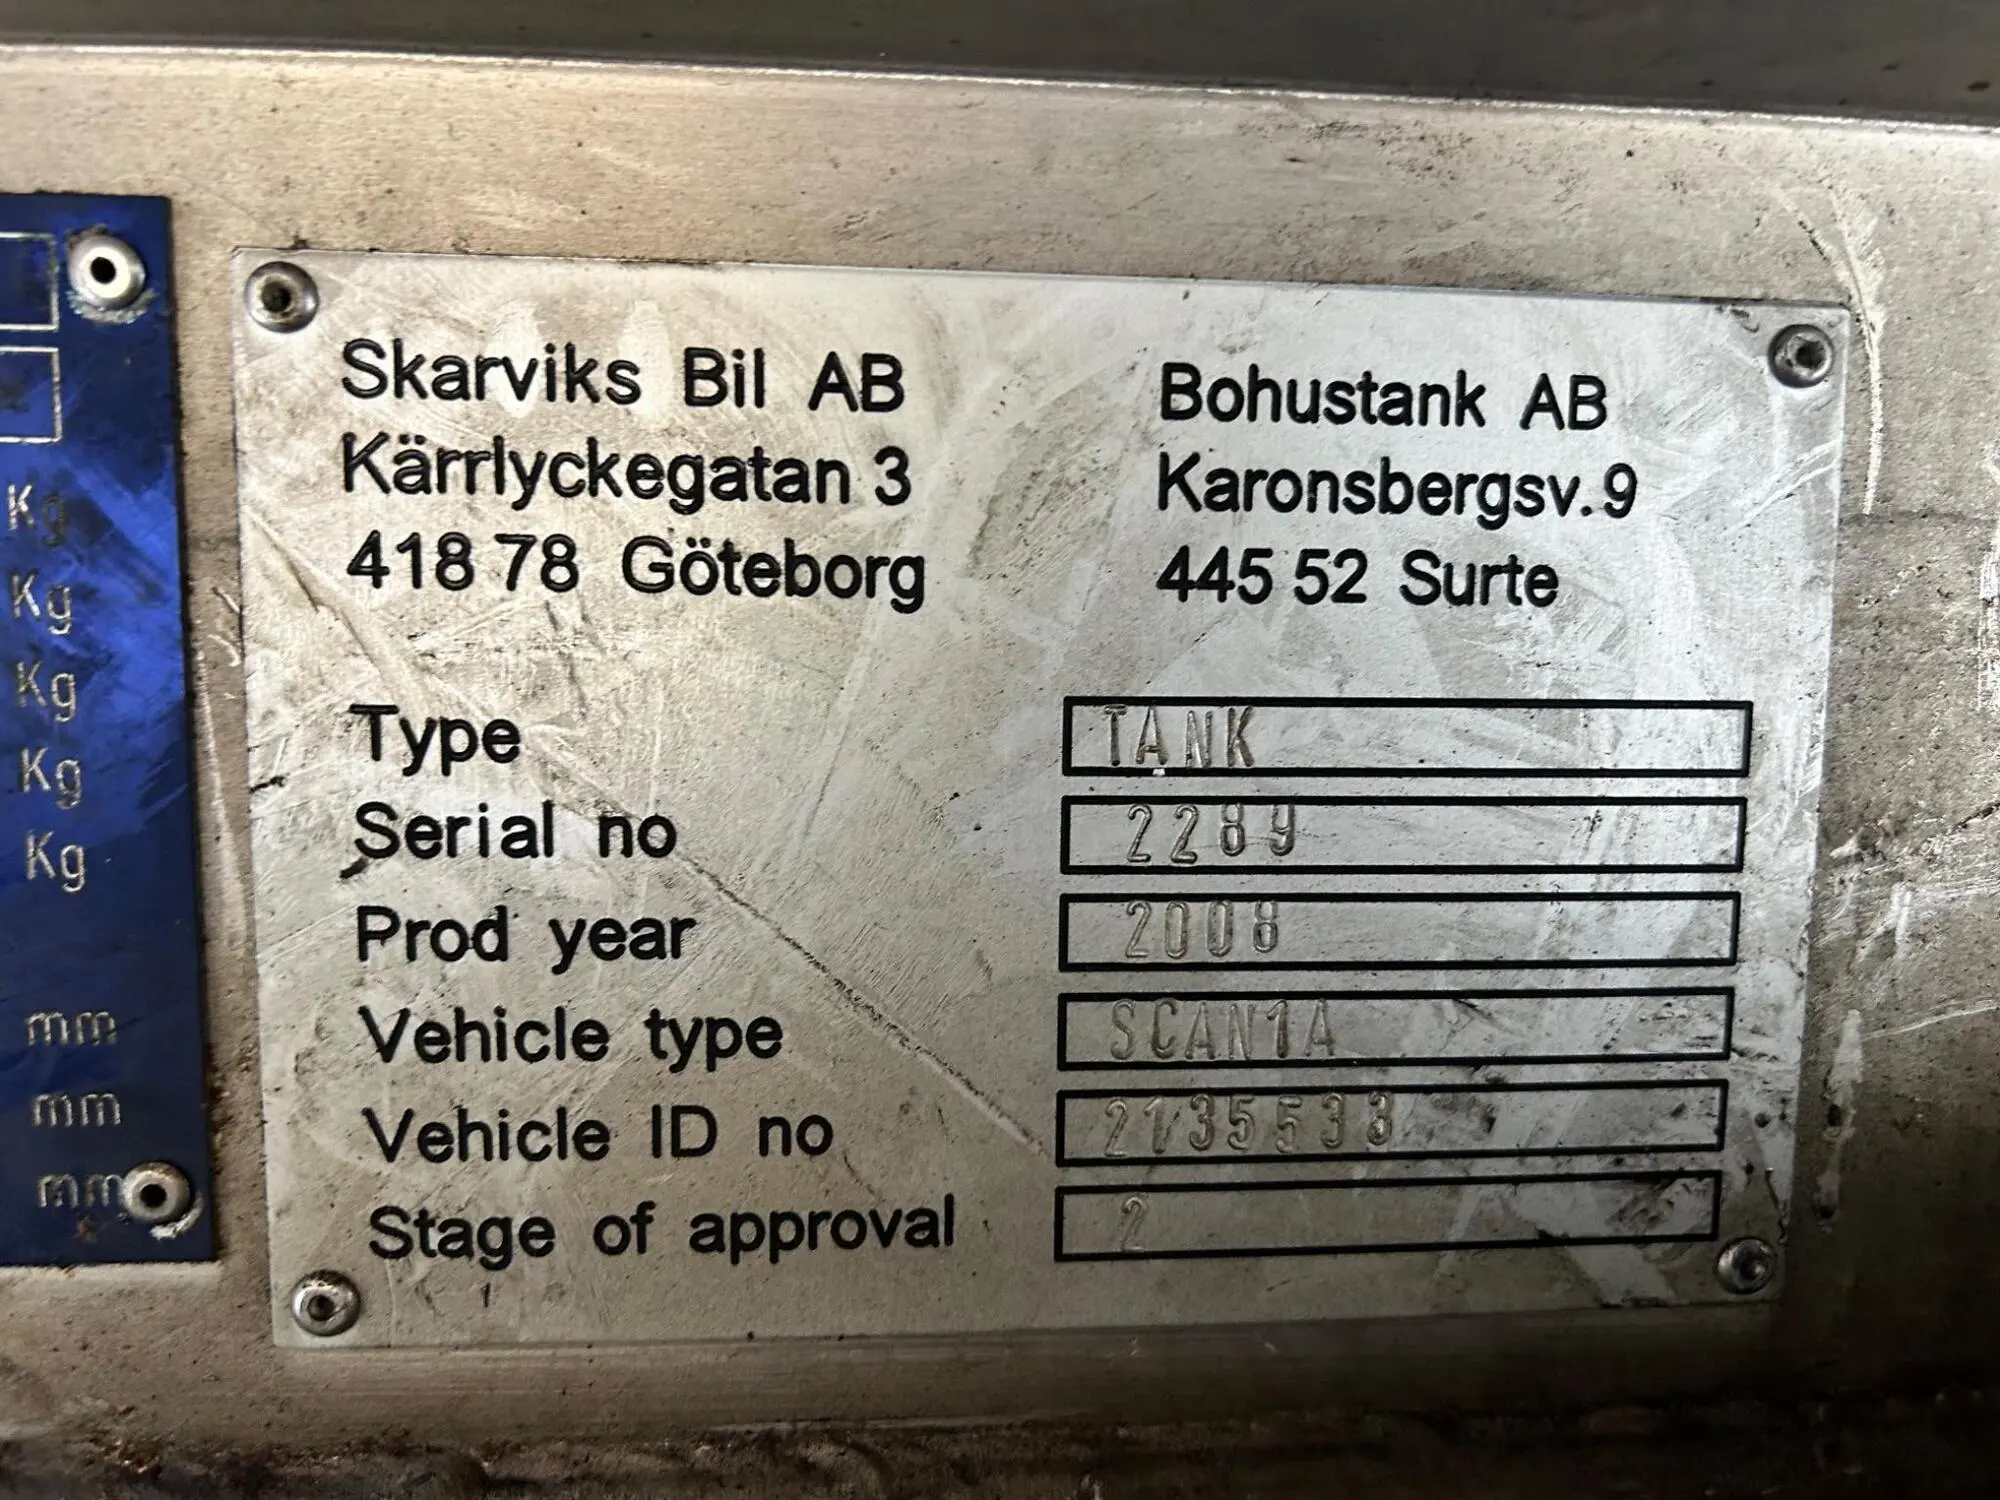 Skarviks Bil AB
Kärrlyckegatan 3
418 78 Göteborg
Bohustank AB
Karonsbergsv. 9
445 52 Surte
Type TANK
Serial no 2289
Prod year 2008
Vehicle type SCAN1A
Vehicle ID no 2135533
Stage of approval 2
Kg
Kg
Kg
Kg
Kg
mm
mm
mm